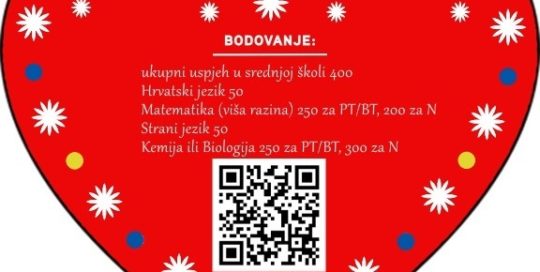 BODOVANJE:
ukupni uspjeh u srednjoj školi 400
Hrvatski jezik 50
Matematika (viša razina) 250 za PT/BT, 200 za N
Strani jezik 50
Kemija ili Biologija 250 za PT/BT, 300 za N